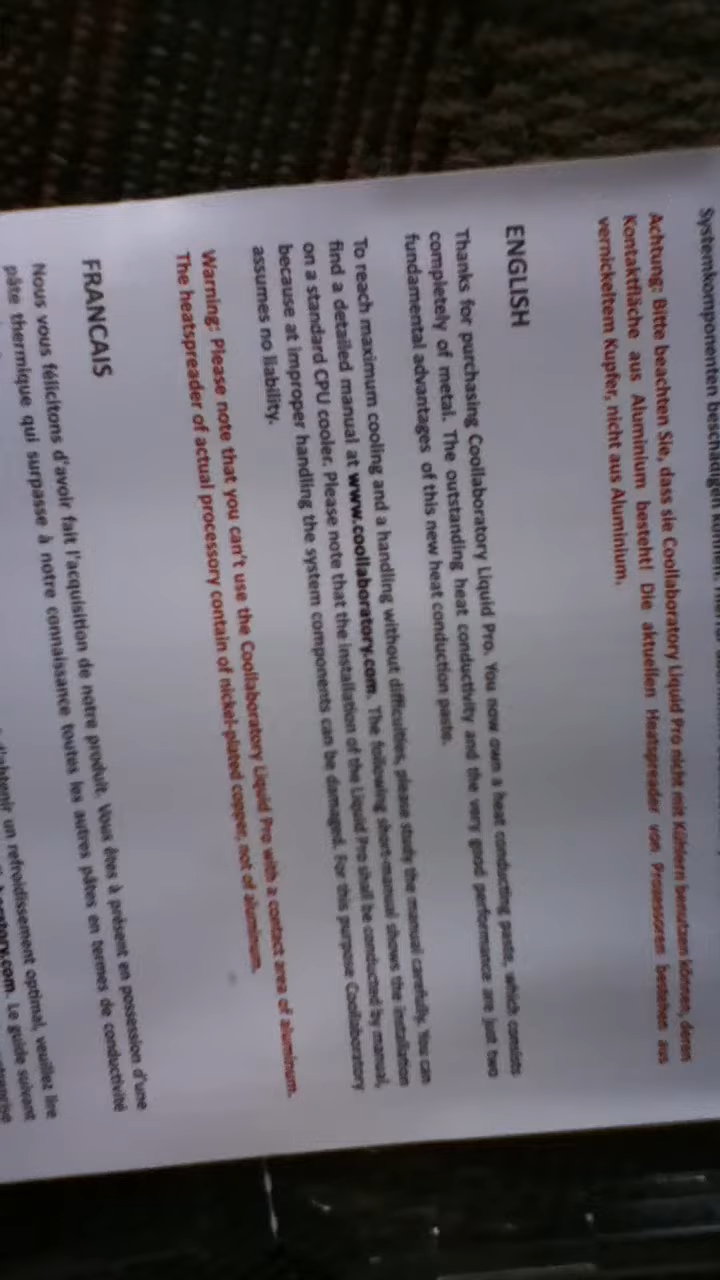 Systemkomponenten beschädigen können.
Achtung: Bitte beachten Sie, dass sie Coollaboratory Liquid Pro nicht mit Kühlern benutzen können, deren
Kontaktfläche aus Aluminium besteht! Die aktuellen Heatspreader von Prozessoren bestehen aus
vernickeltem Kupfer, nicht aus Aluminium.
ENGLISH
Thanks for purchasing Coollaboratory Liquid Pro. You now own a heat conducting paste, which consists
completely of metal. The outstanding heat conductivity and the very good performance are just two
fundamental advantages of this new heat conduction paste.
To reach maximum cooling and a handling without difficulties, please study the manual carefully. You can
find a detailed manual at www.coollaboratory.com. The following short-manual shows the installation
on a standard CPU cooler. Please note that the installation of the Liquid Pro shall be conducted by manual,
because at improper handling the system components can be damaged. For this purpose Coollaboratory
assumes no liability.
Warning: Please note that you can't use the Coollaboratory Liquid Pro with a contact area of aluminum.
The heatspreader of actual processory contain of nickel-plated copper, not of aluminum.
FRANCAIS
Nous vous félicitons d'avoir fait l'acquisition de notre produit. Vous êtes à présent en possession d'une
pâte thermique qui surpasse à notre connaissance toutes les autres pâtes en termes de conductivité
d'obtenir un refroidissement optimal, veuillez lire
.com. Le guide suivant